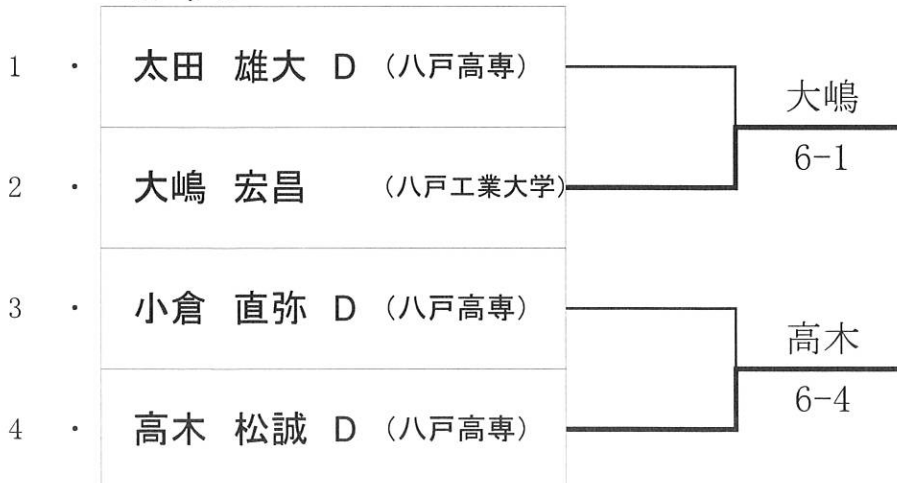 1 ・ 太田 雄大 D （八戸高専）
大嶋
6-1
2 ・ 大嶋 宏昌 （八戸工業大学）
3 ・ 小倉 直弥 D （八戸高専）
高木
6-4
4 ・ 高木 松誠 D （八戸高専）